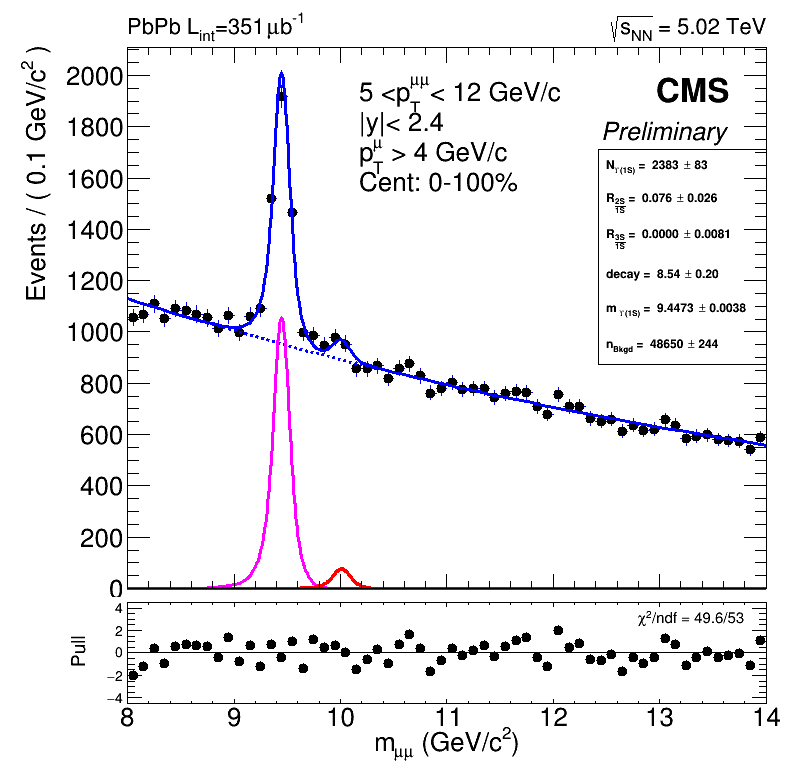 PbPb L_int=351 μb⁻¹
√s_NN = 5.02 TeV
5 <p_T^μμ < 12 GeV/c
|y|< 2.4
p_T^μ > 4 GeV/c
Cent: 0-100%
CMS
Preliminary
N_ϒ(1S) = 2383 ± 83
R_2S/1S = 0.076 ± 0.026
R_3S/1S = 0.0000 ± 0.0081
decay = 8.54 ± 0.20
m_ϒ(1S) = 9.4473 ± 0.0038
n_Bkgd = 48650 ± 244
Events / ( 0.1 GeV/c² )
2000
1800
1600
1400
1200
1000
800
600
400
200
0
χ²/ndf = 49.6/53
Pull
4
2
0
−2
−4
8 9 10 11 12 13 14
m_μμ (GeV/c²)